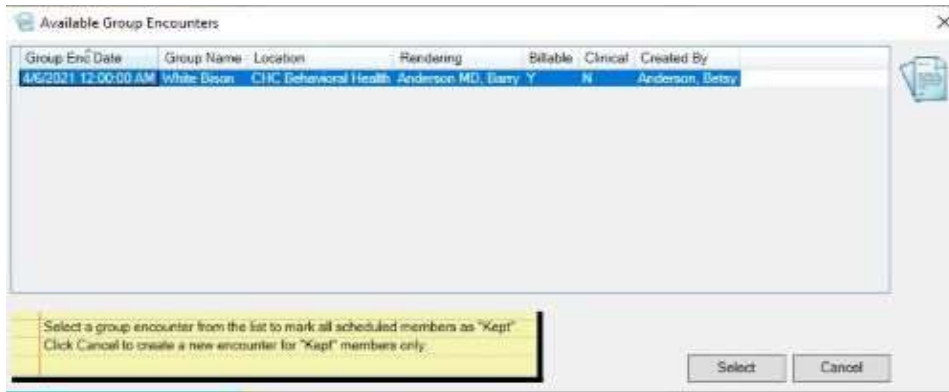 Available Group Encounters
Group Enc Date Group Name Location Rendering Billable Clinical Created By
4/6/2021 12:00:00 AM White Bison CHC Behavioral Health Anderson MD, Barry Y N Anderson, Betsy
Select a group encounter from the list to mark all scheduled members as "Kept"
Click Cancel to create a new encounter for "Kept" members only
Select Cancel